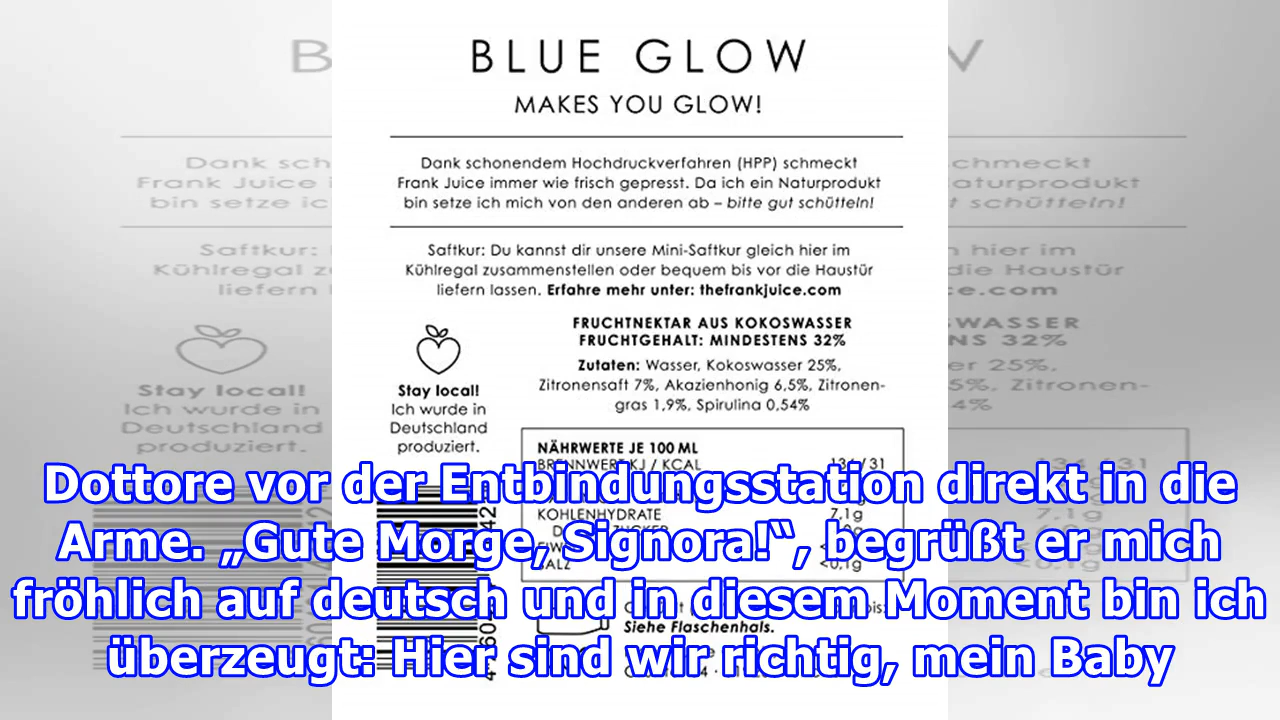 BLUE GLOW
MAKES YOU GLOW!
Dank schonendem Hochdruckverfahren (HPP) schmeckt
Frank Juice immer wie frisch gepresst. Da ich ein Naturprodukt
bin setze ich mich von den anderen ab – bitte gut schütteln!
Saftkur: Du kannst dir unsere Mini-Saftkur gleich hier im
Kühlregal zusammenstellen oder bequem bis vor die Haustür
liefern lassen. Erfahre mehr unter: thefrankjuice.com
FRUCHTNEKTAR AUS KOKOSWASSER
FRUCHTGEHALT: MINDESTENS 32%
Zutaten: Wasser, Kokoswasser 25%,
Zitronensaft 7%, Akazienhonig 6,5%, Zitronen-
gras 1,9%, Spirulina 0,54%
Stay local!
Ich wurde in
Deutschland
produziert.
NÄHRWERTE JE 100 ML
BRENNWERT KJ / KCAL 134/31
KOHLENHYDRATE 7,1g
<0,1g
Siehe Flaschenhals.
Dottore vor der Entbindungsstation direkt in die
Arme. „Gute Morge, Signora!“, begrüßt er mich
fröhlich auf deutsch und in diesem Moment bin ich
überzeugt: Hier sind wir richtig, mein Baby